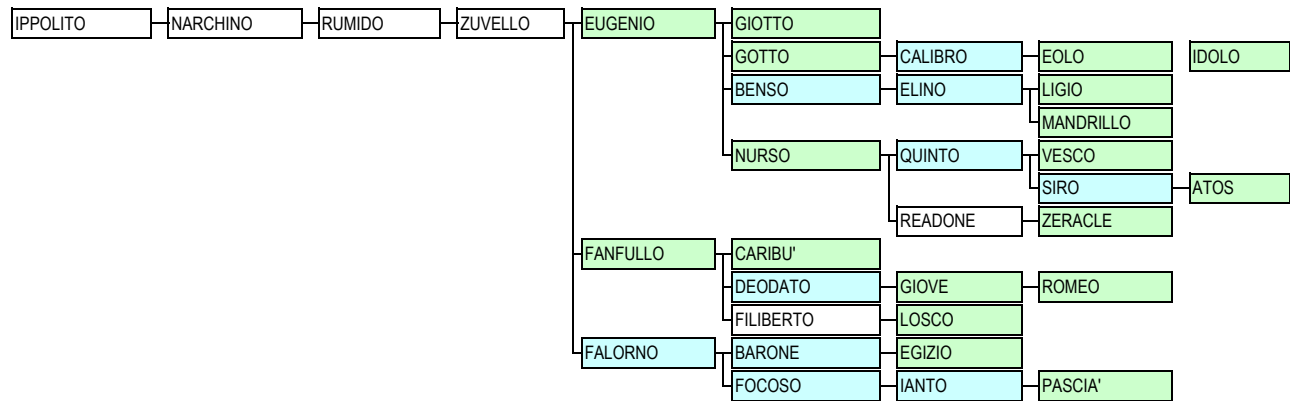 IPPOLITO NARCHINO RUMIDO ZUVELLO EUGENIO GIOTTO
GOTTO CALIBRO EOLO IDOLO
BENSO ELINO LIGIO
MANDRILLO
NURSO QUINTO VESCO
SIRO ATOS
READONE ZERACLE
FANFULLO CARIBU'
DEODATO GIOVE ROMEO
FILIBERTO LOSCO
FALORNO BARONE EGIZIO
FOCOSO IANTO PASCIA'